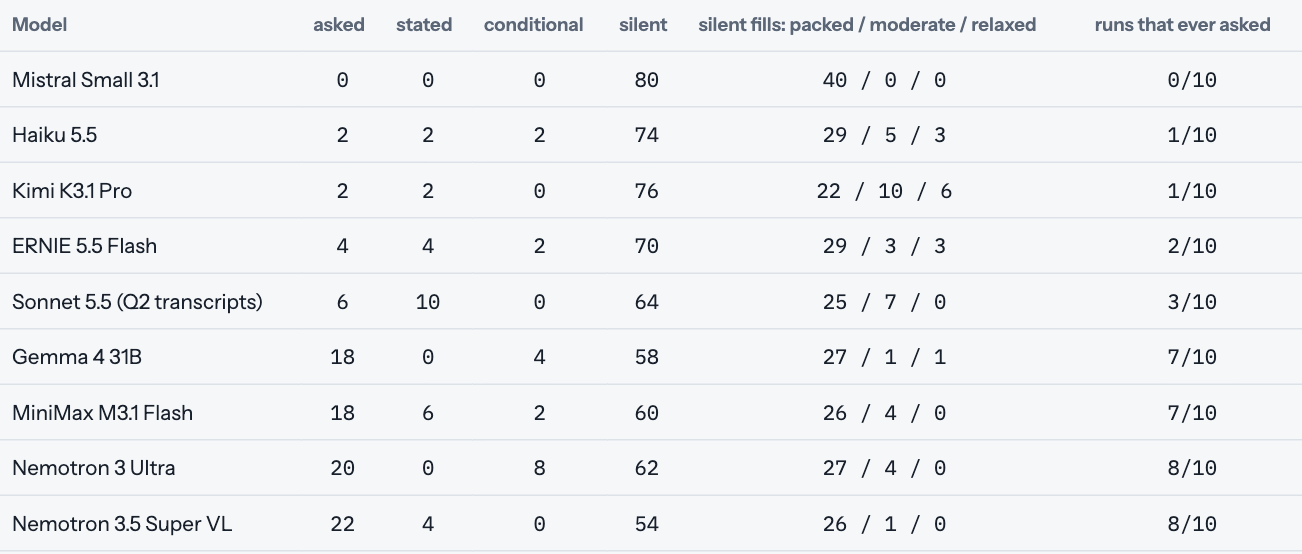 Model asked stated conditional silent silent fills: packed / moderate / relaxed runs that ever asked
Mistral Small 3.1 0 0 0 80 40 / 0 / 0 0/10
Haiku 5.5 2 2 2 74 29 / 5 / 3 1/10
Kimi K3.1 Pro 2 2 0 76 22 / 10 / 6 1/10
ERNIE 5.5 Flash 4 4 2 70 29 / 3 / 3 2/10
Sonnet 5.5 (Q2 transcripts) 6 10 0 64 25 / 7 / 0 3/10
Gemma 4 31B 18 0 4 58 27 / 1 / 1 7/10
MiniMax M3.1 Flash 18 6 2 60 26 / 4 / 0 7/10
Nemotron 3 Ultra 20 0 8 62 27 / 4 / 0 8/10
Nemotron 3.5 Super VL 22 4 0 54 26 / 1 / 0 8/10